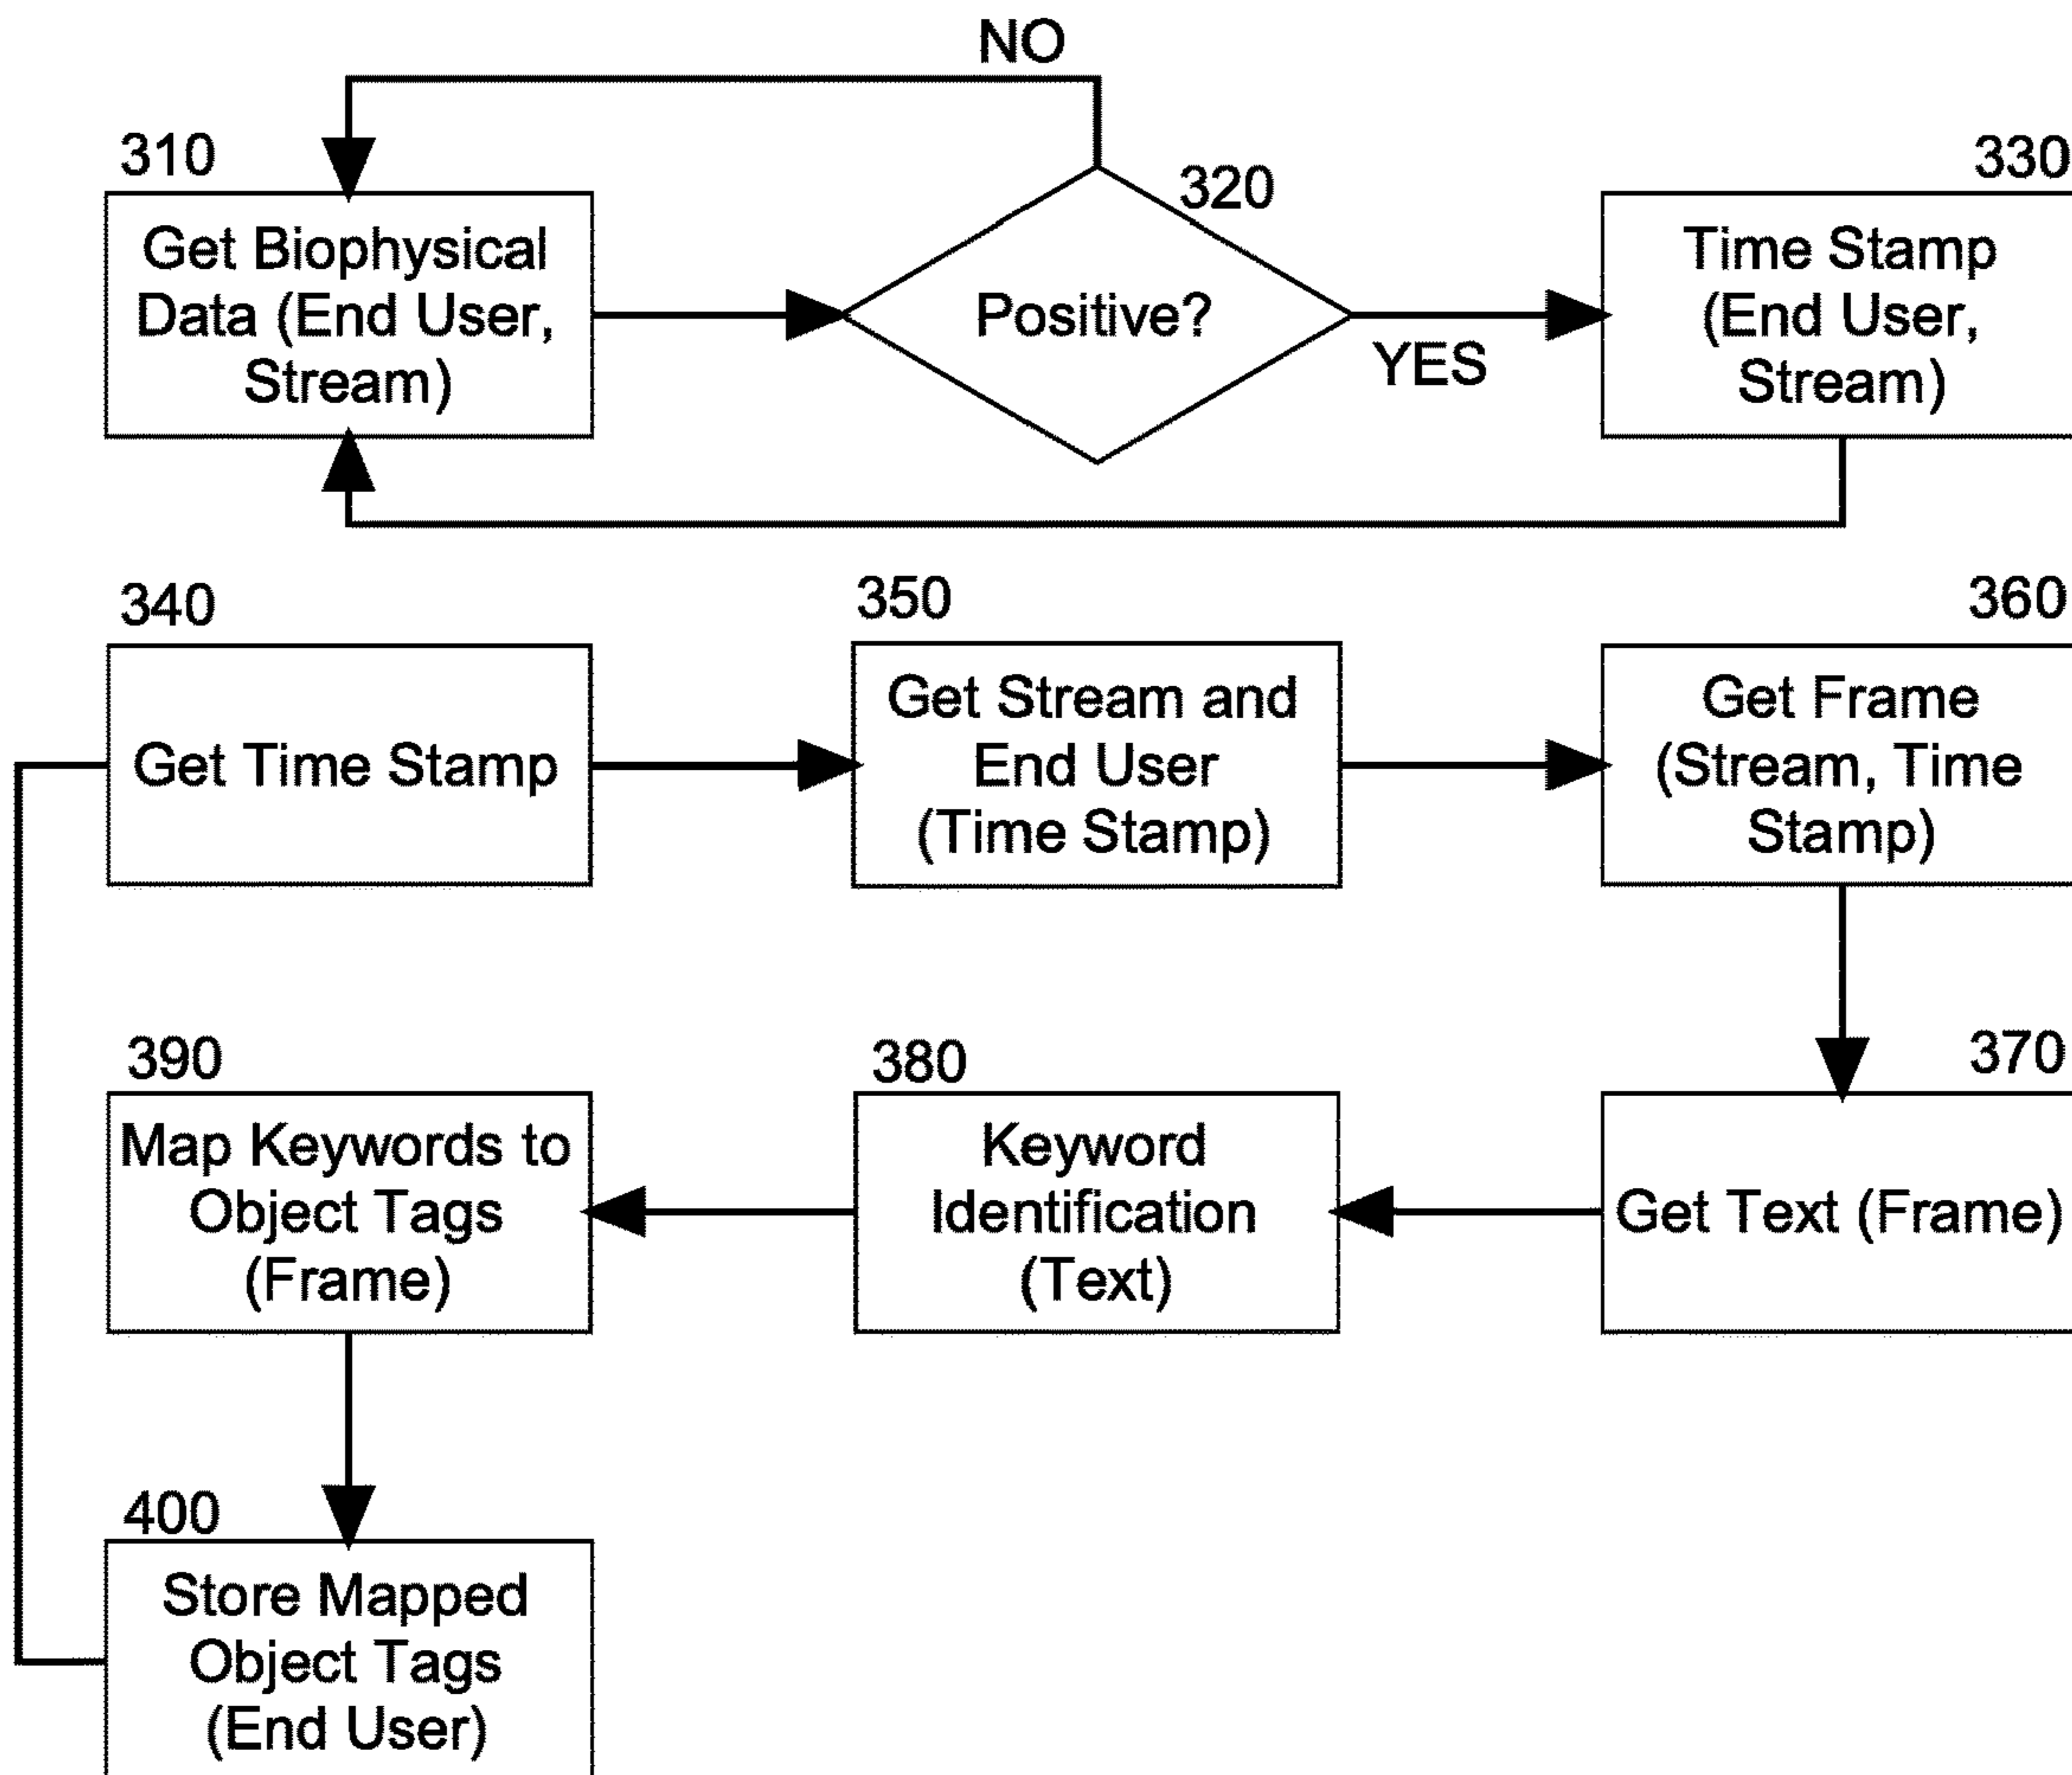 NO
310
Get Biophysical
Data (End User,
Stream)
320
Positive?
YES
330
Time Stamp
(End User,
Stream)
340
Get Time Stamp
350
Get Stream and
End User
(Time Stamp)
360
Get Frame
(Stream, Time
Stamp)
370
Get Text (Frame)
380
Keyword
Identification
(Text)
390
Map Keywords to
Object Tags
(Frame)
400
Store Mapped
Object Tags
(End User)